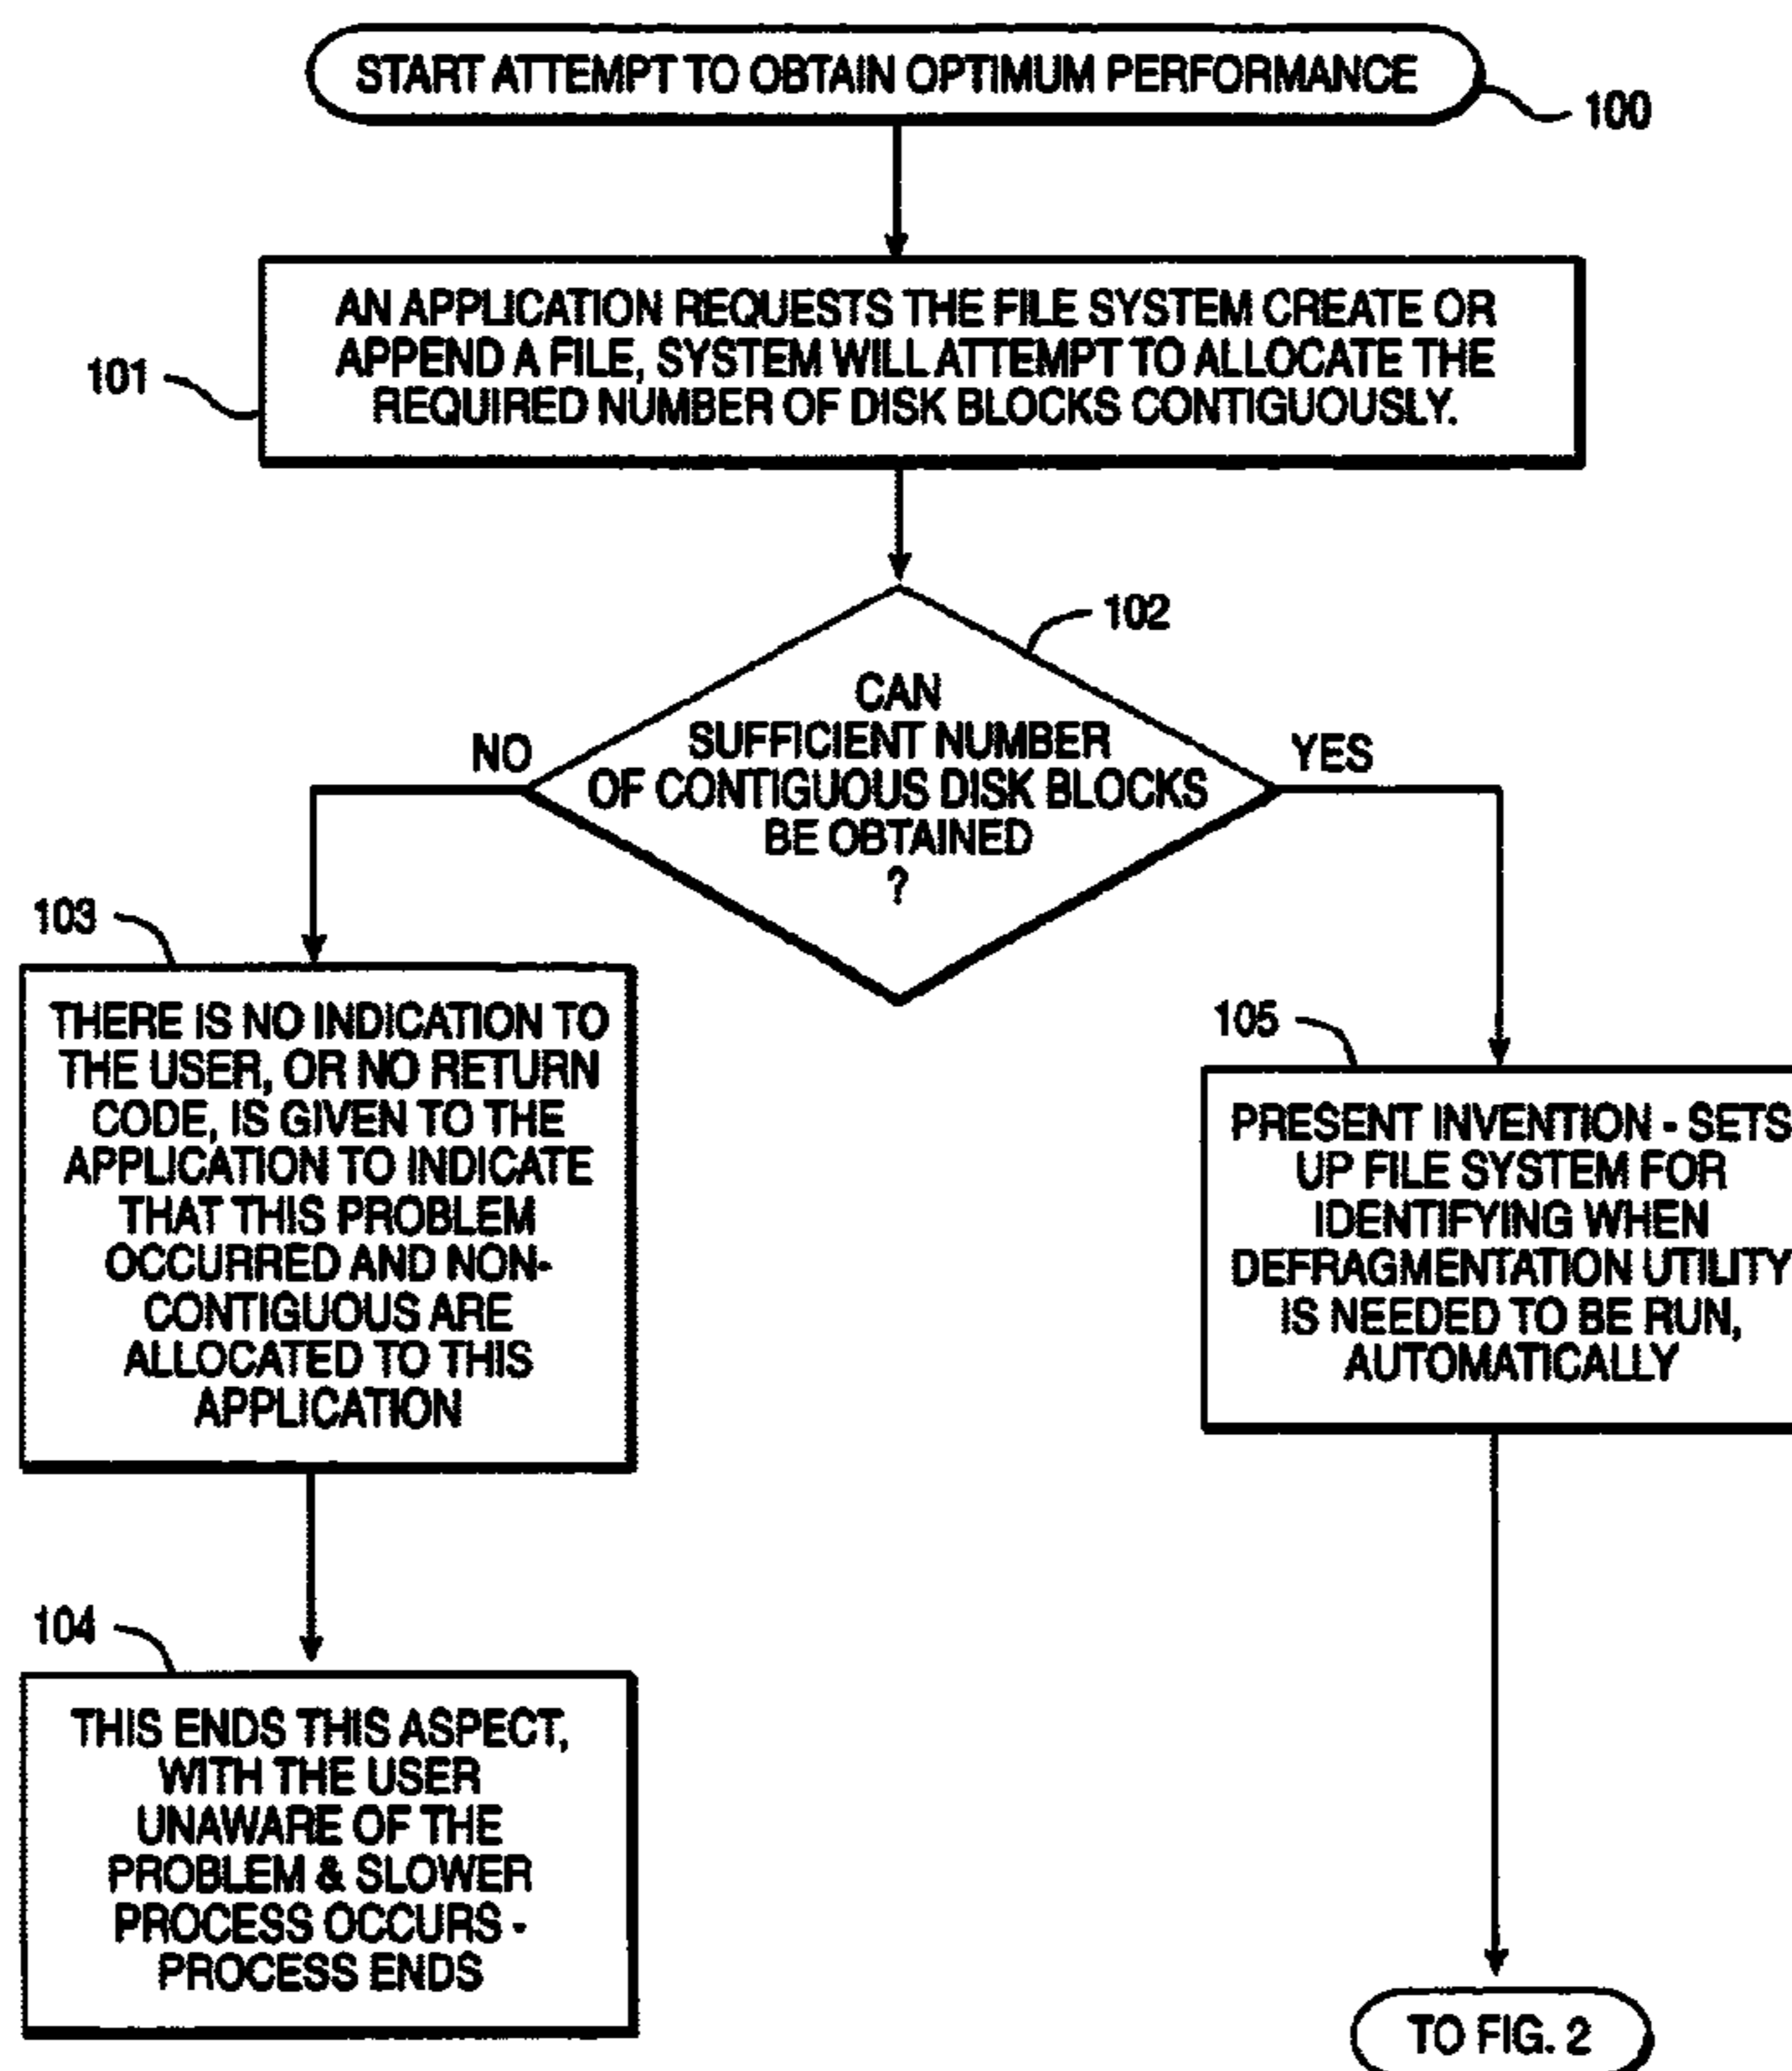 START ATTEMPT TO OBTAIN OPTIMUM PERFORMANCE
100
101
AN APPLICATION REQUESTS THE FILE SYSTEM CREATE OR
APPEND A FILE, SYSTEM WILL ATTEMPT TO ALLOCATE THE
REQUIRED NUMBER OF DISK BLOCKS CONTIGUOUSLY.
102
CAN
SUFFICIENT NUMBER
OF CONTIGUOUS DISK BLOCKS
BE OBTAINED
?
NO
YES
103
THERE IS NO INDICATION TO
THE USER, OR NO RETURN
CODE, IS GIVEN TO THE
APPLICATION TO INDICATE
THAT THIS PROBLEM
OCCURRED AND NON-
CONTIGUOUS ARE
ALLOCATED TO THIS
APPLICATION
105
PRESENT INVENTION - SETS
UP FILE SYSTEM FOR
IDENTIFYING WHEN
DEFRAGMENTATION UTILITY
IS NEEDED TO BE RUN,
AUTOMATICALLY
104
THIS ENDS THIS ASPECT,
WITH THE USER
UNAWARE OF THE
PROBLEM & SLOWER
PROCESS OCCURS -
PROCESS ENDS
TO FIG. 2